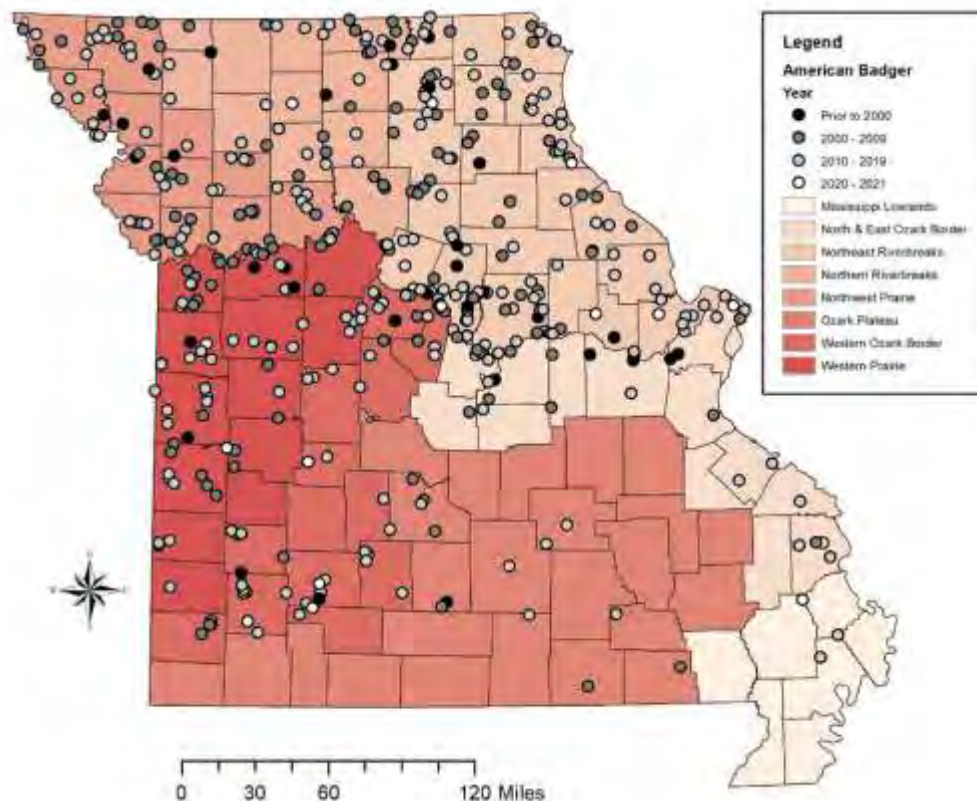 Legend
American Badger
Year
Prior to 2000
2000 - 2009
2010 - 2019
2020 - 2021
Mississippi Lowlands
North & East Ozark Border
Northeast Riverbreaks
Northern Riverbreaks
Northwest Prairie
Ozark Plateau
Western Ozark Border
Western Prairie
0 30 60 120 Miles